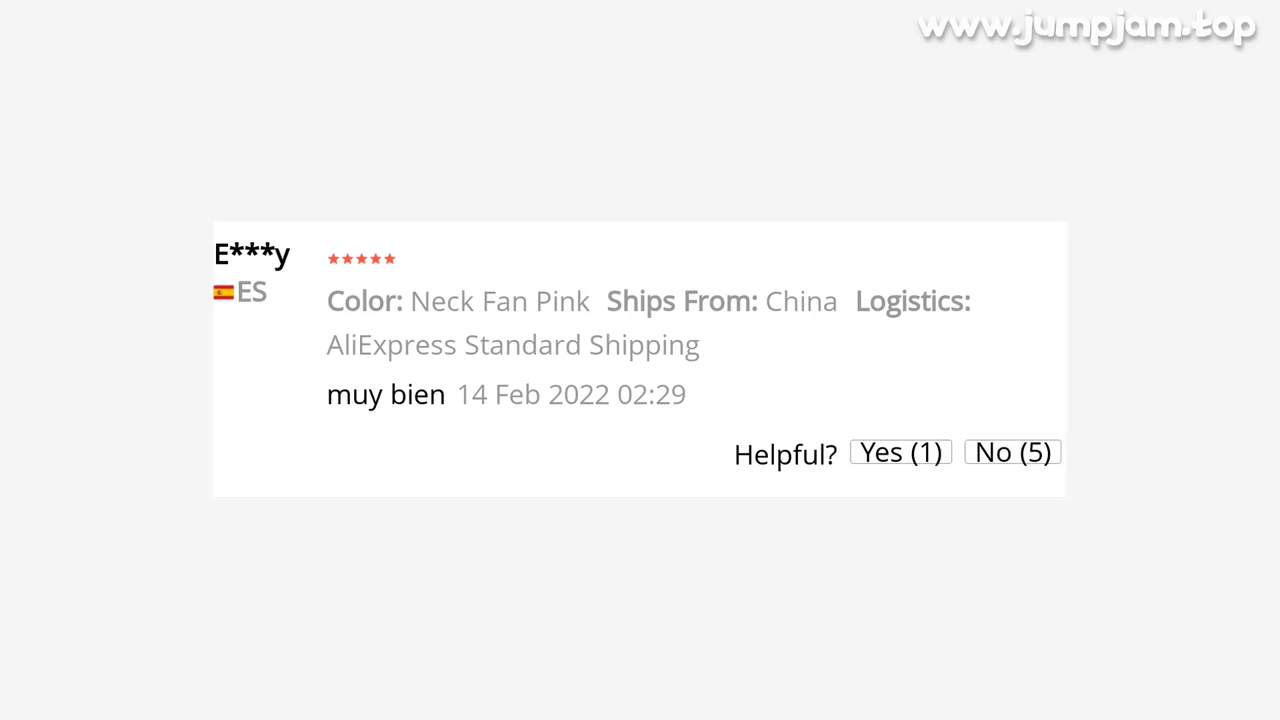 www.jumpjam.top
E***y
ES
Color: Neck Fan Pink Ships From: China Logistics:
AliExpress Standard Shipping
muy bien 14 Feb 2022 02:29
Helpful? Yes (1) No (5)